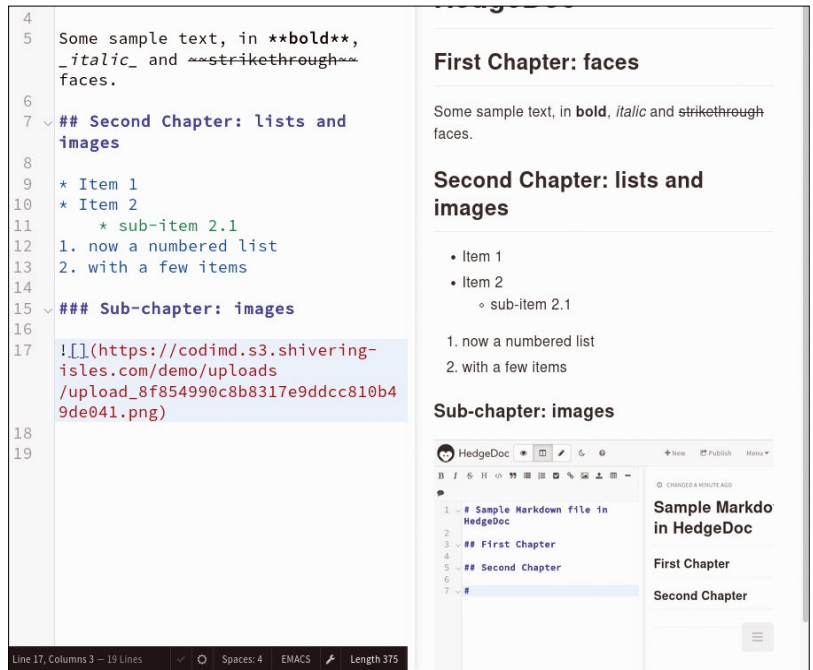 4
5 Some sample text, in **bold**,
_italic_ and ~~strikethrough~~
faces.
6
7 ## Second Chapter: lists and
images
8
9 * Item 1
10 * Item 2
11 * sub-item 2.1
12 1. now a numbered list
13 2. with a few items
14
15 ### Sub-chapter: images
16
17 ![](https://codimd.s3.shivering-
isles.com/demo/uploads
/upload_8f854990c8b8317e9ddcc810b4
9de041.png)
18
19
Line 17, Columns 3 — 19 Lines
Spaces: 4
EMACS
Length 375
HedgeDoc
First Chapter: faces
Some sample text, in bold, italic and strikethrough
faces.
Second Chapter: lists and
images
• Item 1
• Item 2
◦ sub-item 2.1
1. now a numbered list
2. with a few items
Sub-chapter: images
HedgeDoc
+ New
Publish
Menu
B I S H </>
1 # Sample Markdown file in
HedgeDoc
2
3 ## First Chapter
4
5 ## Second Chapter
6
7 #
CHANGED A MINUTE AGO
Sample Markdo
in HedgeDoc
First Chapter
Second Chapter